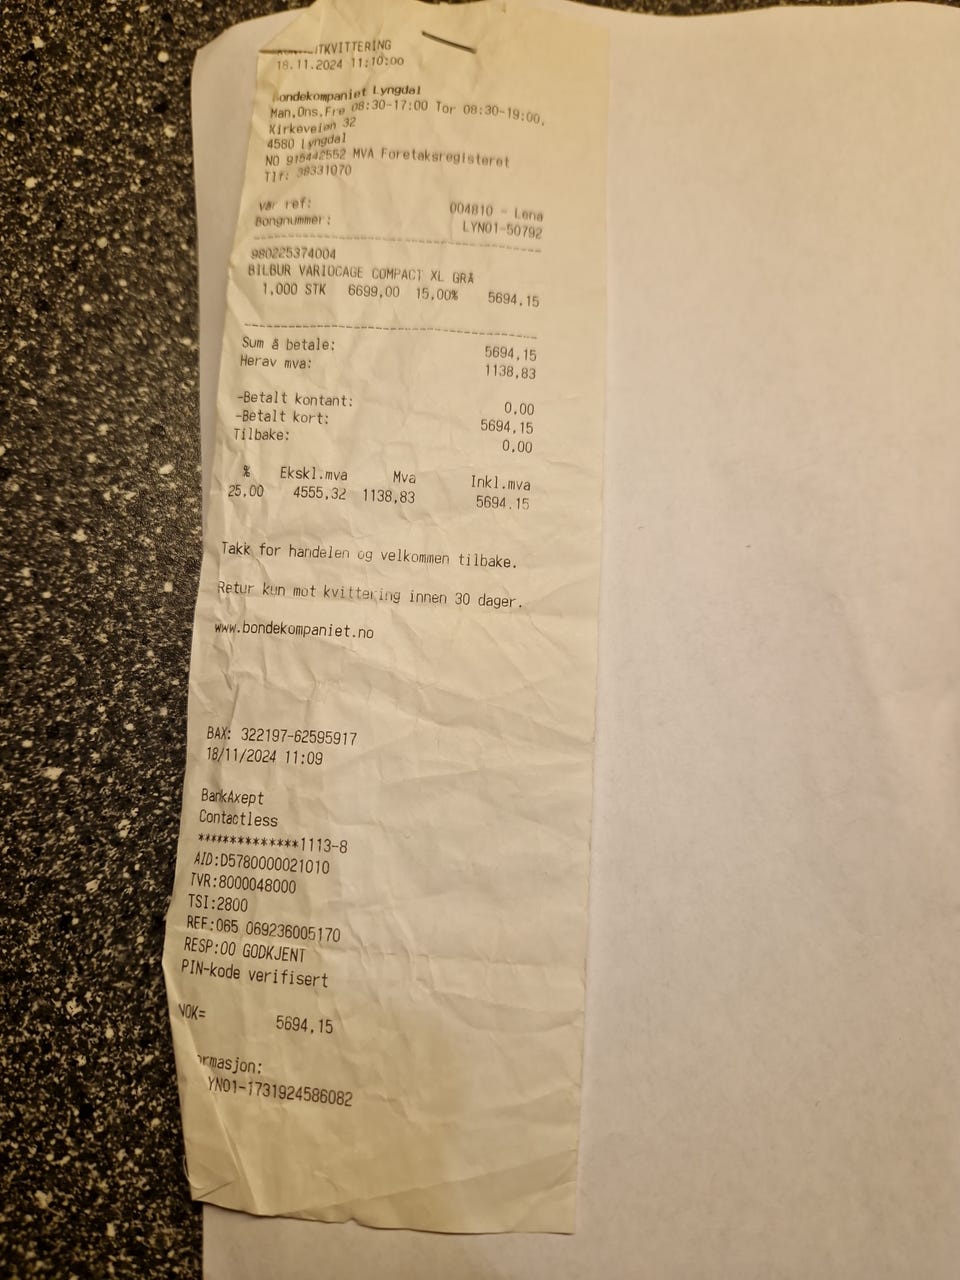 18.11.2024 11:10:00
Bondekompaniet Lyngdal
Man,Ons,Fre 08:30-17:00 Tor 08:30-19:00,
Kirkeveien 32
4580 Lyngdal
NO 915442552 MVA Foretaksregisteret
Tlf: 38331070
Vår ref: 004810 - Lena
Bongnummer: LYN01-50792
980225374004
BILBUR VARIOCAGE COMPACT XL GRÅ
1,000 STK 6699,00 15,00% 5694,15
Sum å betale: 5694,15
Herav mva: 1138,83
-Betalt kontant: 0,00
-Betalt kort: 5694,15
Tilbake: 0,00
% Ekskl.mva Mva Inkl.mva
25,00 4555,32 1138,83 5694,15
Takk for handelen og velkommen tilbake.
Retur kun mot kvittering innen 30 dager.
www.bondekompaniet.no
BAX: 322197-62595917
18/11/2024 11:09
BankAxept
Contactless
**************1113-8
AID:D5780000021010
TVR:8000048000
TSI:2800
REF:065 069236005170
RESP:00 GODKJENT
PIN-kode verifisert
NOK= 5694,15
ormasjon:
YN01-1731924586082